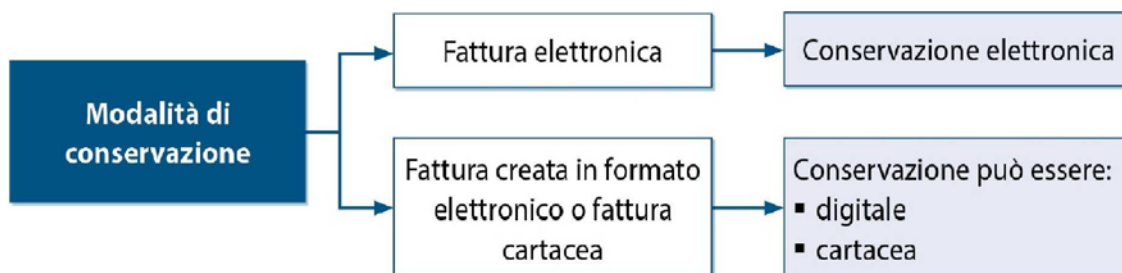 Modalità di
conservazione
Fattura elettronica
Conservazione elettronica
Fattura creata in formato
elettronico o fattura
cartacea
Conservazione può essere:
▪ digitale
▪ cartacea